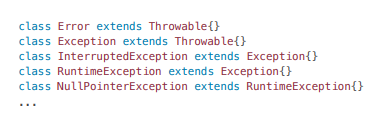 class Error extends Throwable{}
class Exception extends Throwable{}
class InterruptedException extends Exception{}
class RuntimeException extends Exception{}
class NullPointerException extends RuntimeException{}
...